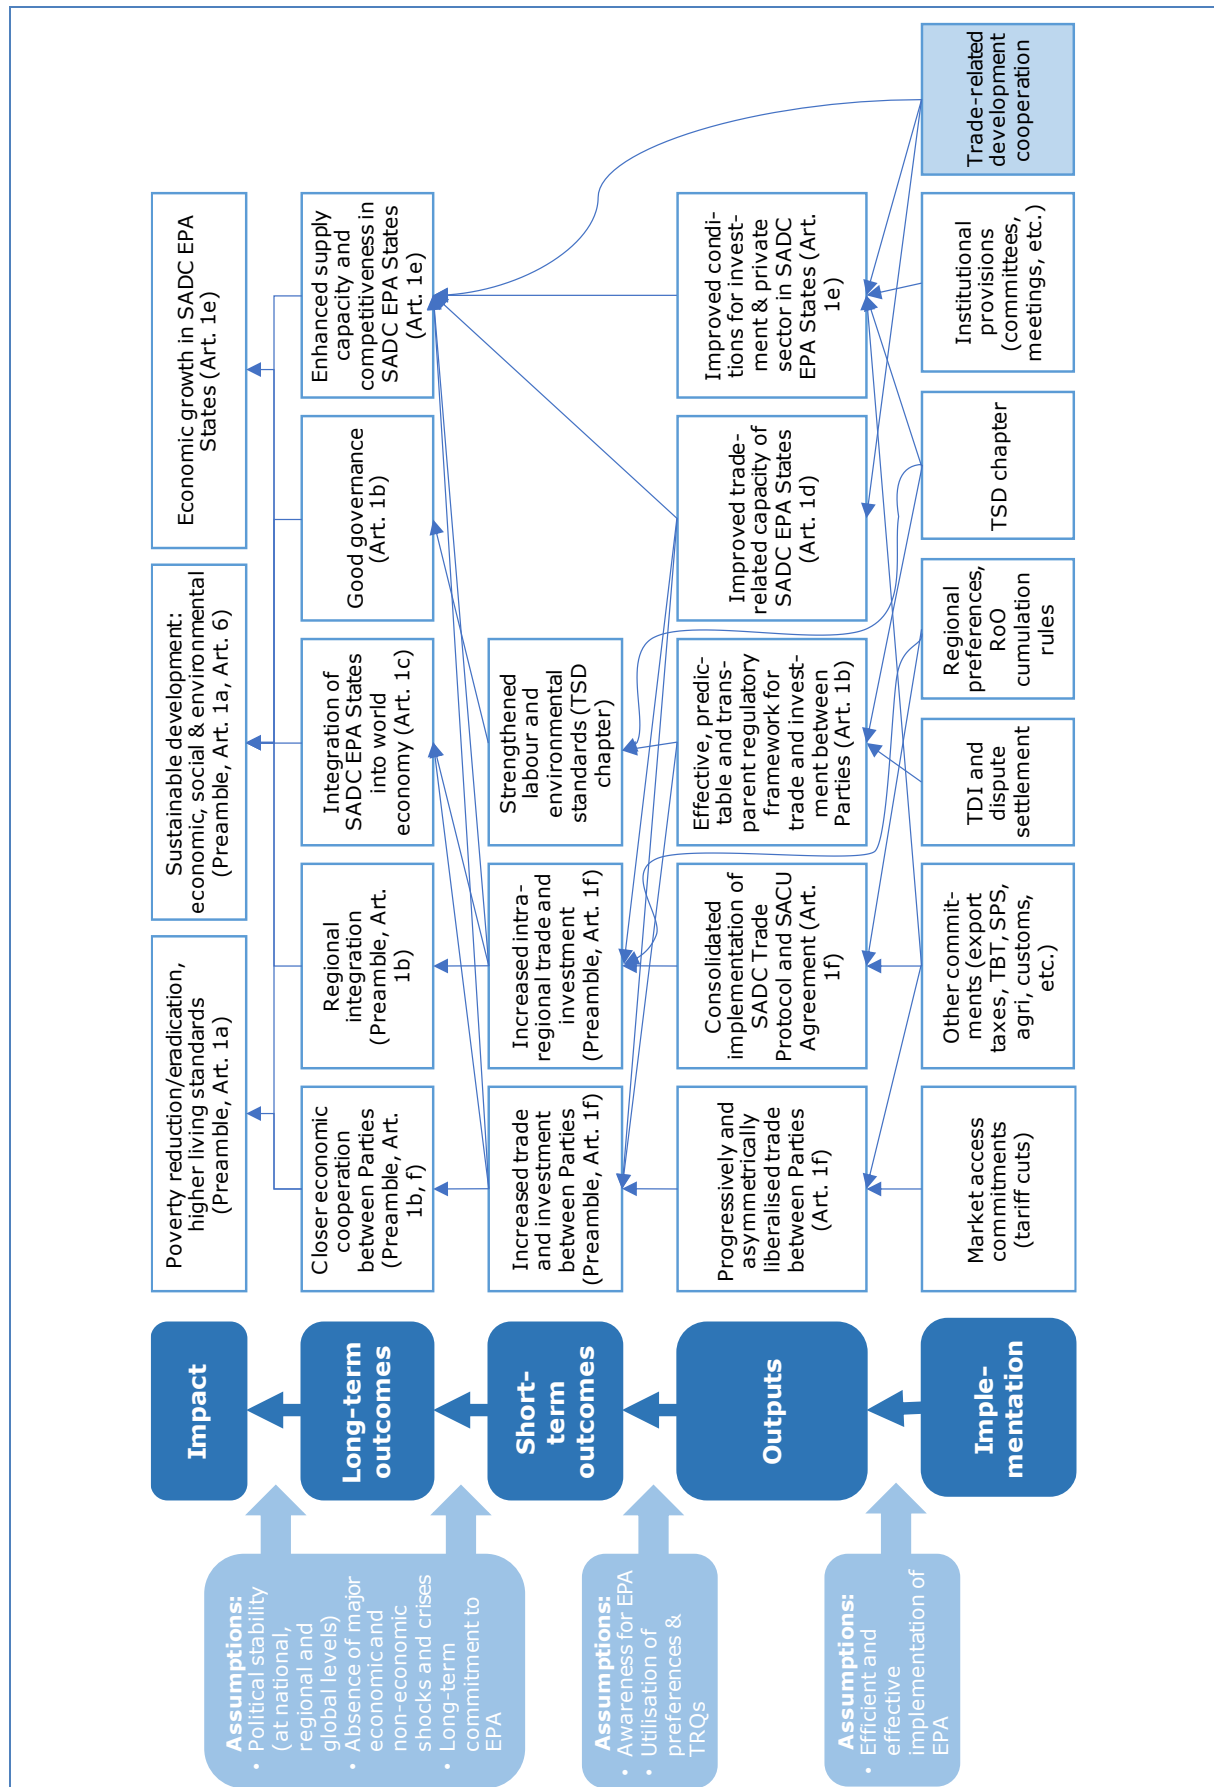 Assumptions:
• Political stability
(at national,
regional and
global levels)
• Absence of major
economic and
non-economic
shocks and crises
• Long-term
commitment to
EPA
Assumptions:
• Awareness for EPA
• Utilisation of
preferences &
TRQs
Assumptions:
• Efficient and
effective
implementation of
EPA
Impact
Poverty reduction/eradication,
higher living standards
(Preamble, Art. 1a)
Sustainable development:
economic, social & environmental
(Preamble, Art. 1a, Art. 6)
Economic growth in SADC EPA
States (Art. 1e)
Long-term
outcomes
Closer economic
cooperation
between Parties
(Preamble, Art.
1b, f)
Regional
integration
(Preamble, Art.
1b)
Integration of
SADC EPA States
into world
economy (Art. 1c)
Good governance
(Art. 1b)
Enhanced supply
capacity and
competitiveness in
SADC EPA States
(Art. 1e)
Short-
term
outcomes
Increased trade
and investment
between Parties
(Preamble, Art. 1f)
Increased intra-
regional trade and
investment
(Preamble, Art. 1f)
Strengthened
labour and
environmental
standards (TSD
chapter)
Outputs
Progressively and
asymmetrically
liberalised trade
between Parties
(Art. 1f)
Consolidated
implementation of
SADC Trade
Protocol and SACU
Agreement (Art.
1f)
Effective, predic-
table and trans-
parent regulatory
framework for
trade and invest-
ment between
Parties (Art. 1b)
Improved trade-
related capacity of
SADC EPA States
(Art. 1d)
Improved condi-
tions for invest-
ment & private
sector in SADC
EPA States (Art.
1e)
Imple-
mentation
Market access
commitments
(tariff cuts)
Other commit-
ments (export
taxes, TBT, SPS,
agri, customs,
etc.)
TDI and
dispute
settlement
Regional
preferences,
RoO
cumulation
rules
TSD chapter
Institutional
provisions
(committees,
meetings, etc.)
Trade-related
development
cooperation